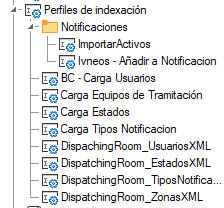 Perfiles de indexación
Notificaciones
ImportarActivos
Ivneos - Añadir a Notificacion
BC - Carga Usuarios
Carga Equipos de Tramitación
Carga Estados
Carga Tipos Notificacion
DispachingRoom_UsuariosXML
DispatchingRoom_EstadosXML
DispatchingRoom_TiposNotifica...
DispatchingRoom_ZonasXML